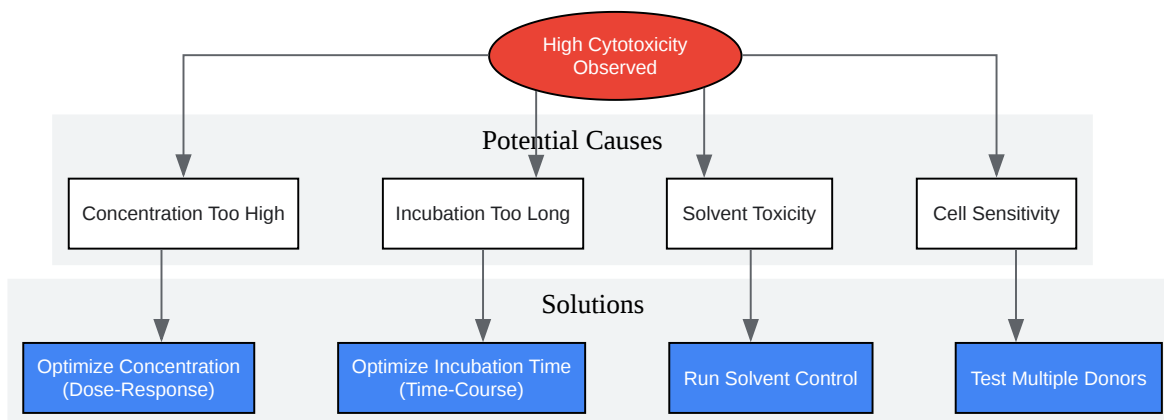 High Cytotoxicity
Observed
Potential Causes
Concentration Too High
Incubation Too Long
Solvent Toxicity
Cell Sensitivity
Solutions
Optimize Concentration
(Dose-Response)
Optimize Incubation Time
(Time-Course)
Run Solvent Control
Test Multiple Donors